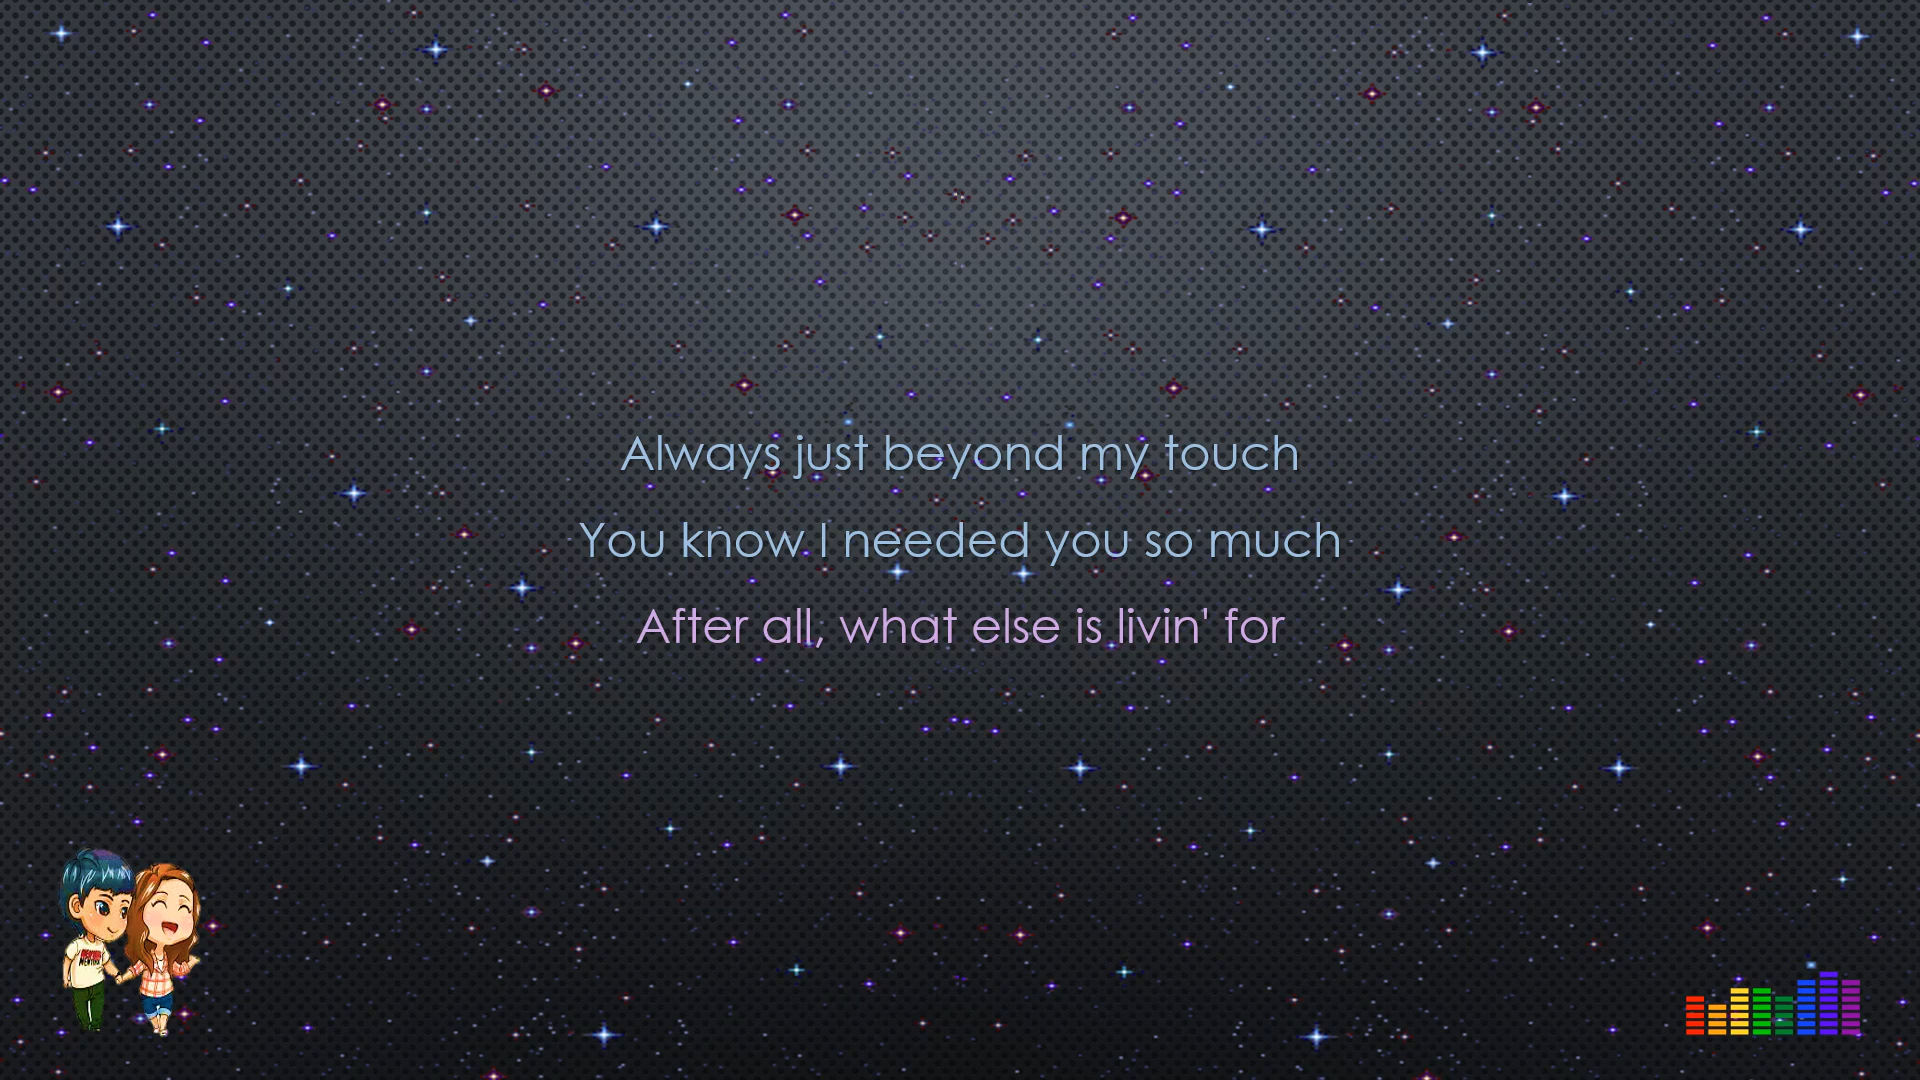 Always just beyond my touch
You know I needed you so much
After all, what else is livin' for